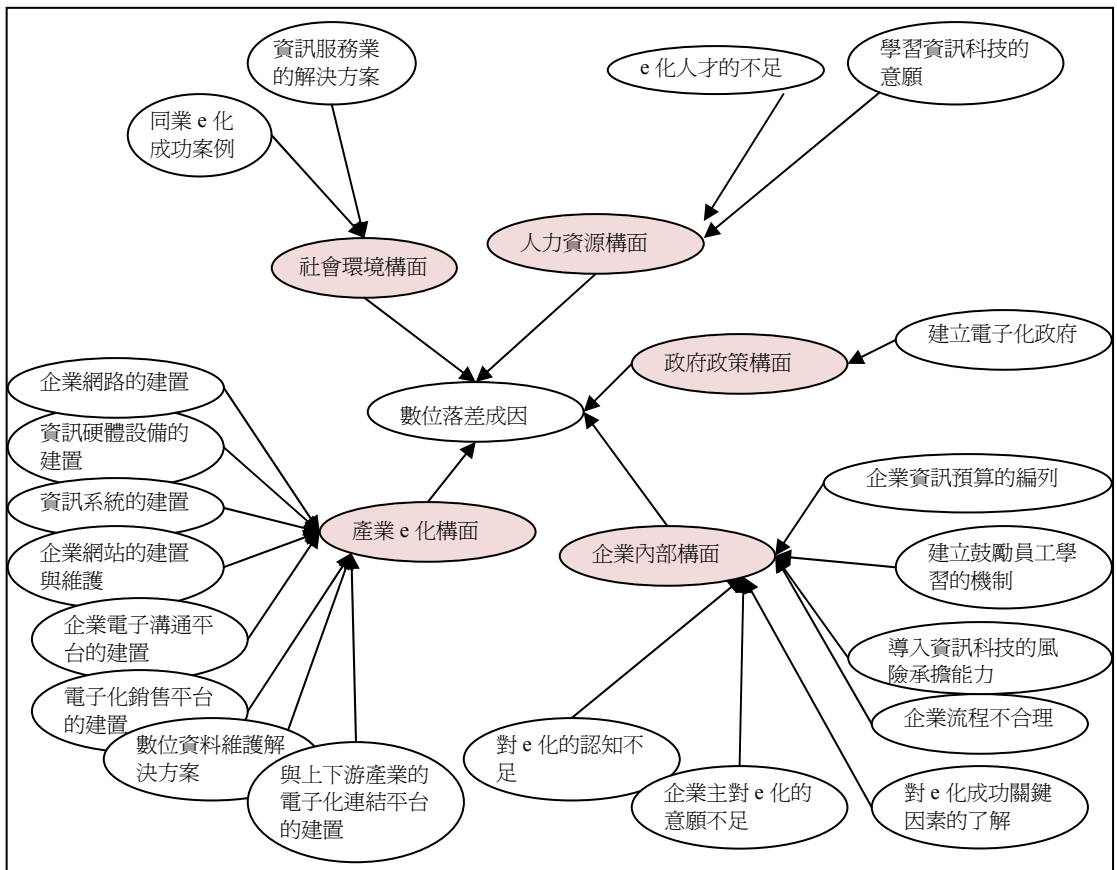 資訊服務業
的解決方案
e 化人才的不足
學習資訊科技的
意願
同業 e 化
成功案例
社會環境構面
人力資源構面
建立電子化政府
政府政策構面
數位落差成因
企業網路的建置
資訊硬體設備的
建置
資訊系統的建置
企業網站的建置
與維護
企業電子溝通平
台的建置
電子化銷售平台
的建置
數位資料維護解
決方案
與上下游產業的
電子化連結平台
的建置
產業 e 化構面
企業內部構面
企業資訊預算的編列
建立鼓勵員工學
習的機制
導入資訊科技的風
險承擔能力
企業流程不合理
對 e 化的認知不
足
企業主對 e 化的
意願不足
對 e 化成功關鍵
因素的了解